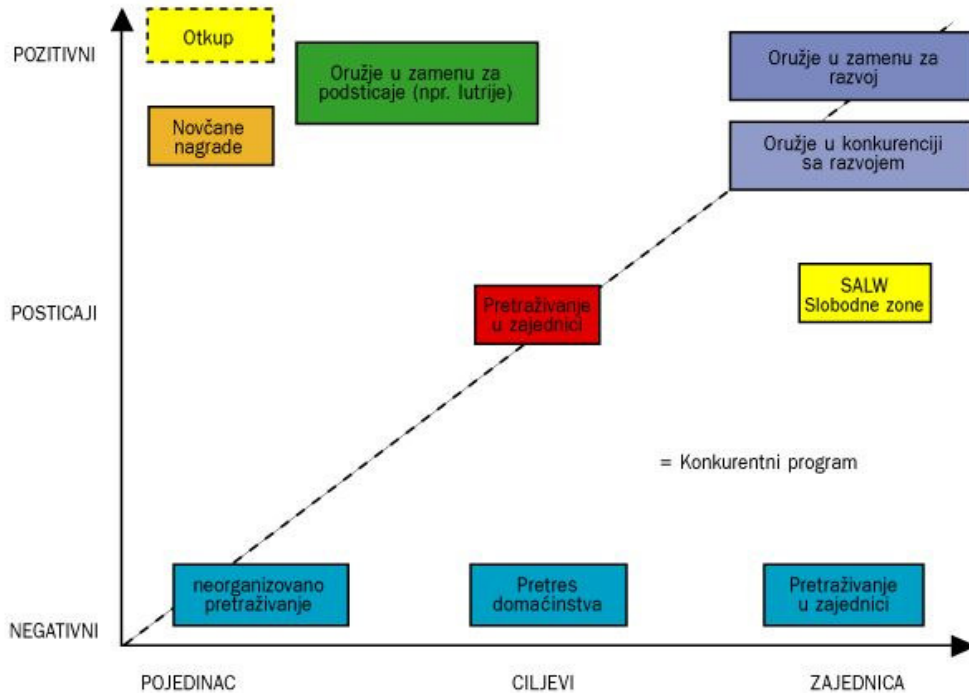 POZITIVNI
Otkup
Oružje u zamenu za
podsticaje (npr. lutrije)
Oružje u zamenu za
razvoj
Novčane
nagrade
Oružje u konkurenciji
sa razvojem
POSTICAJI
Pretraživanje
u zajednici
SALW
Slobodne zone
= Konkurentni program
neorganizovano
pretraživanje
Pretres
domaćinstva
Pretraživanje
u zajednici
NEGATIVNI
POJEDINAC
CILJEVI
ZAJEDNICA